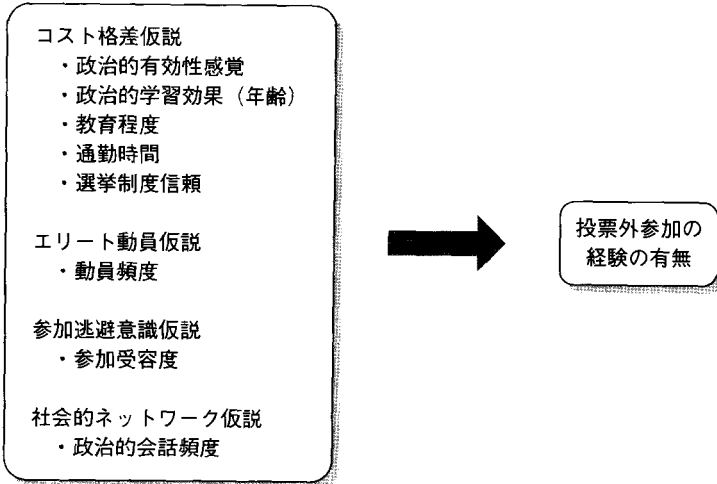 コスト格差仮説
・政治的有効性感覚
・政治的学習効果（年齢）
・教育程度
・通勤時間
・選挙制度信頼
エリート動員仮説
・動員頻度
参加逃避意識仮説
・参加受容度
社会的ネットワーク仮説
・政治的会話頻度
投票外参加の
経験の有無